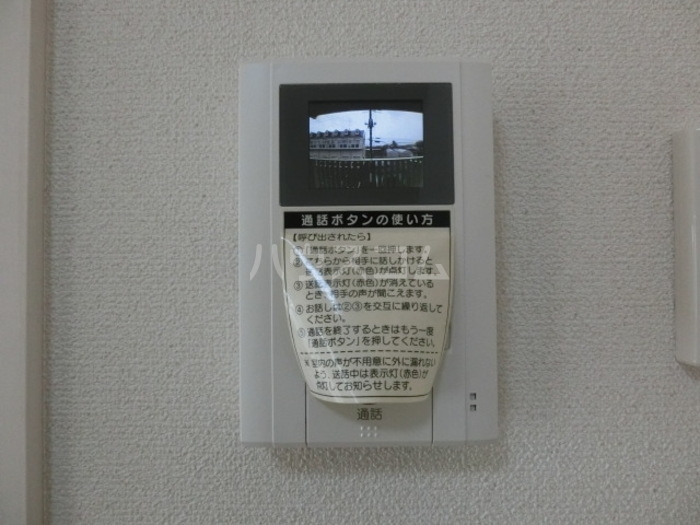 通話ボタンの使い方
【呼び出されたら】
①「通話ボタン」を一回押します。
②こちらから相手に話しかけると
送話表示灯(赤色)が点灯します。
③送話表示灯(赤色)が消えている
とき、相手の声が聞こえます。
④お話しは②③を交互に繰り返して
ください。
⑤通話を終了するときはもう一度
「通話ボタン」を押してください。
※室内の声が不用意に外に漏れない
よう、送話中は表示灯(赤色)が
点灯してお知らせします。
通話